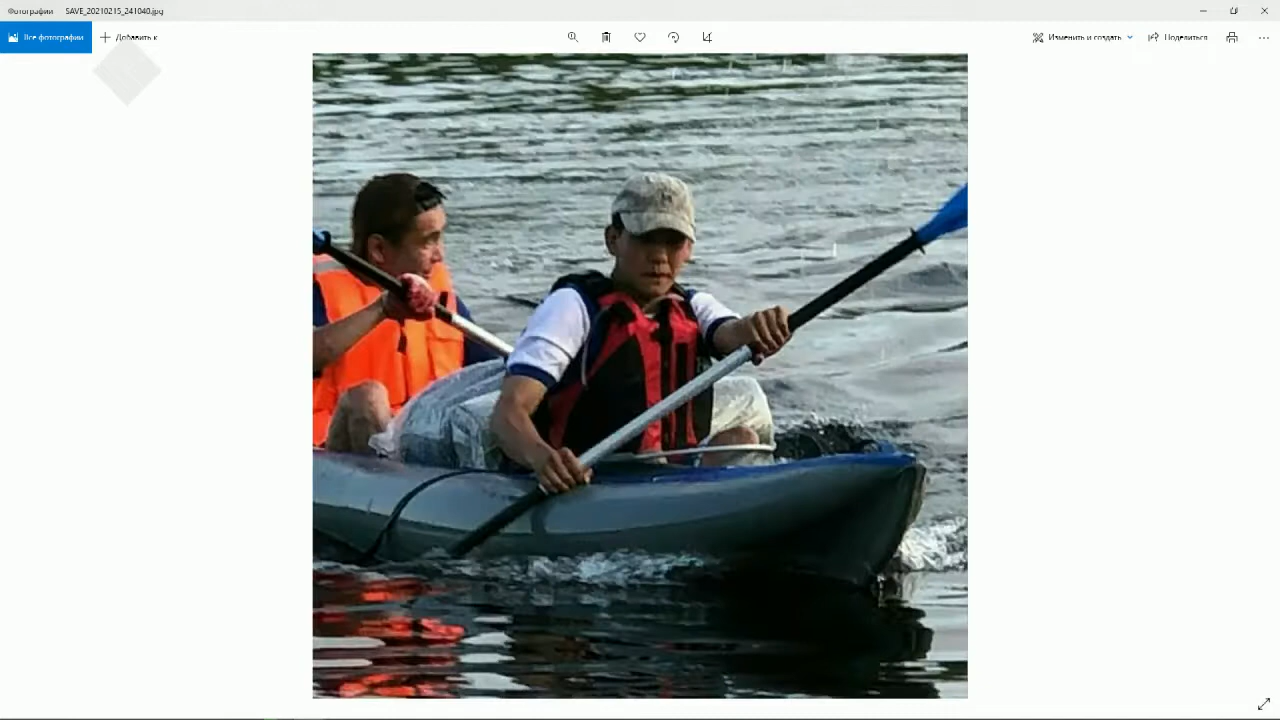 Фотографии SAVE_20210215_241040.jpg
Все фотографии Добавить к Изменить и создать Поделиться